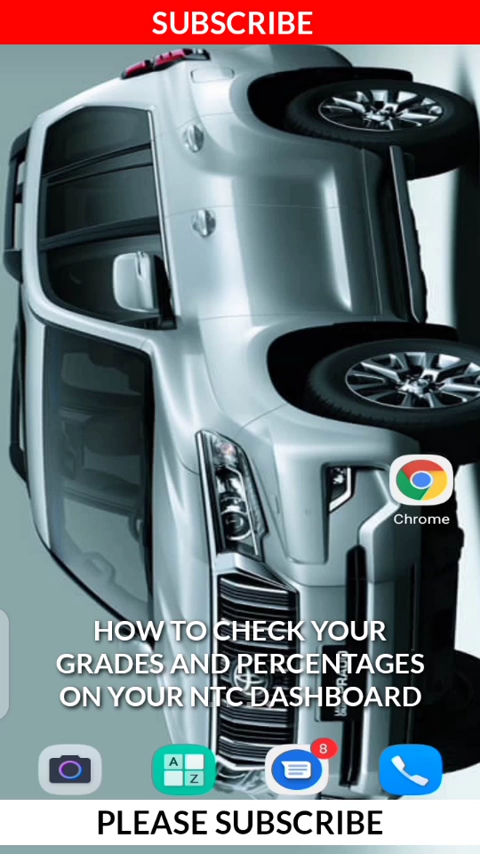 SUBSCRIBE
Chrome
HOW TO CHECK YOUR
GRADES AND PERCENTAGES
ON YOUR NTC DASHBOARD
A
Z
8
PLEASE SUBSCRIBE